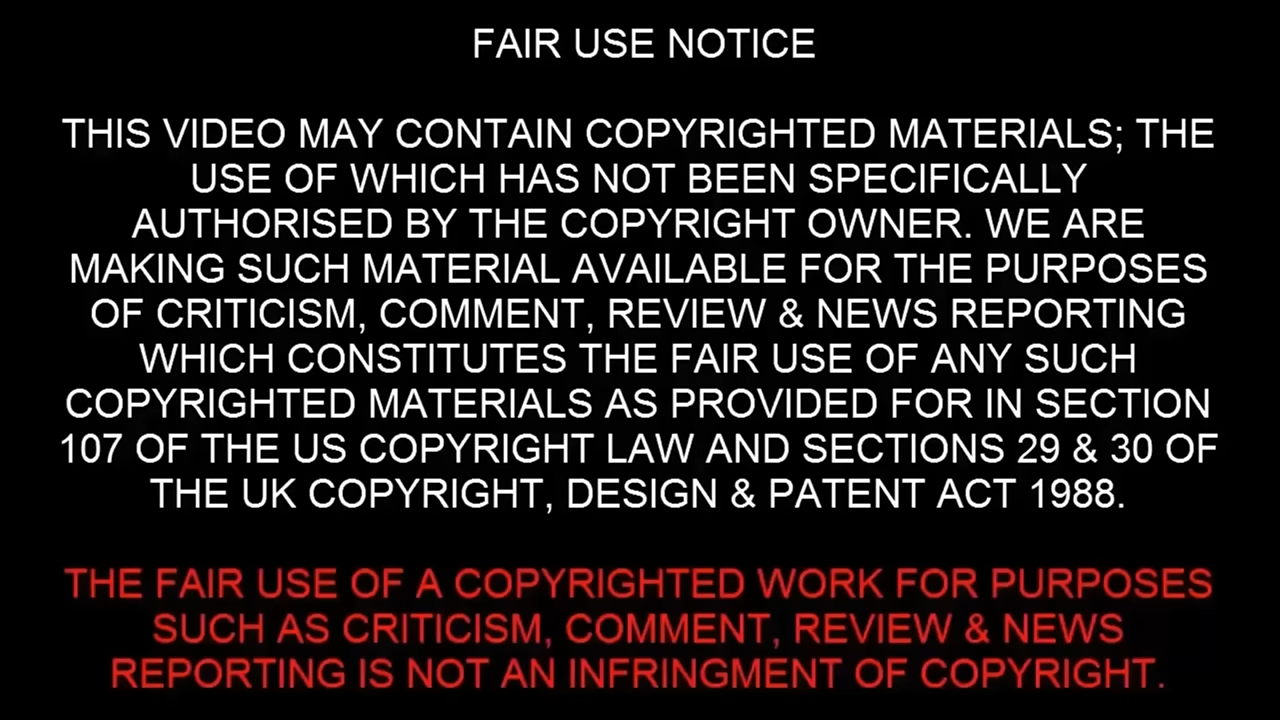 FAIR USE NOTICE
THIS VIDEO MAY CONTAIN COPYRIGHTED MATERIALS; THE
USE OF WHICH HAS NOT BEEN SPECIFICALLY
AUTHORISED BY THE COPYRIGHT OWNER. WE ARE
MAKING SUCH MATERIAL AVAILABLE FOR THE PURPOSES
OF CRITICISM, COMMENT, REVIEW & NEWS REPORTING
WHICH CONSTITUTES THE FAIR USE OF ANY SUCH
COPYRIGHTED MATERIALS AS PROVIDED FOR IN SECTION
107 OF THE US COPYRIGHT LAW AND SECTIONS 29 & 30 OF
THE UK COPYRIGHT, DESIGN & PATENT ACT 1988.
THE FAIR USE OF A COPYRIGHTED WORK FOR PURPOSES
SUCH AS CRITICISM, COMMENT, REVIEW & NEWS
REPORTING IS NOT AN INFRINGMENT OF COPYRIGHT.